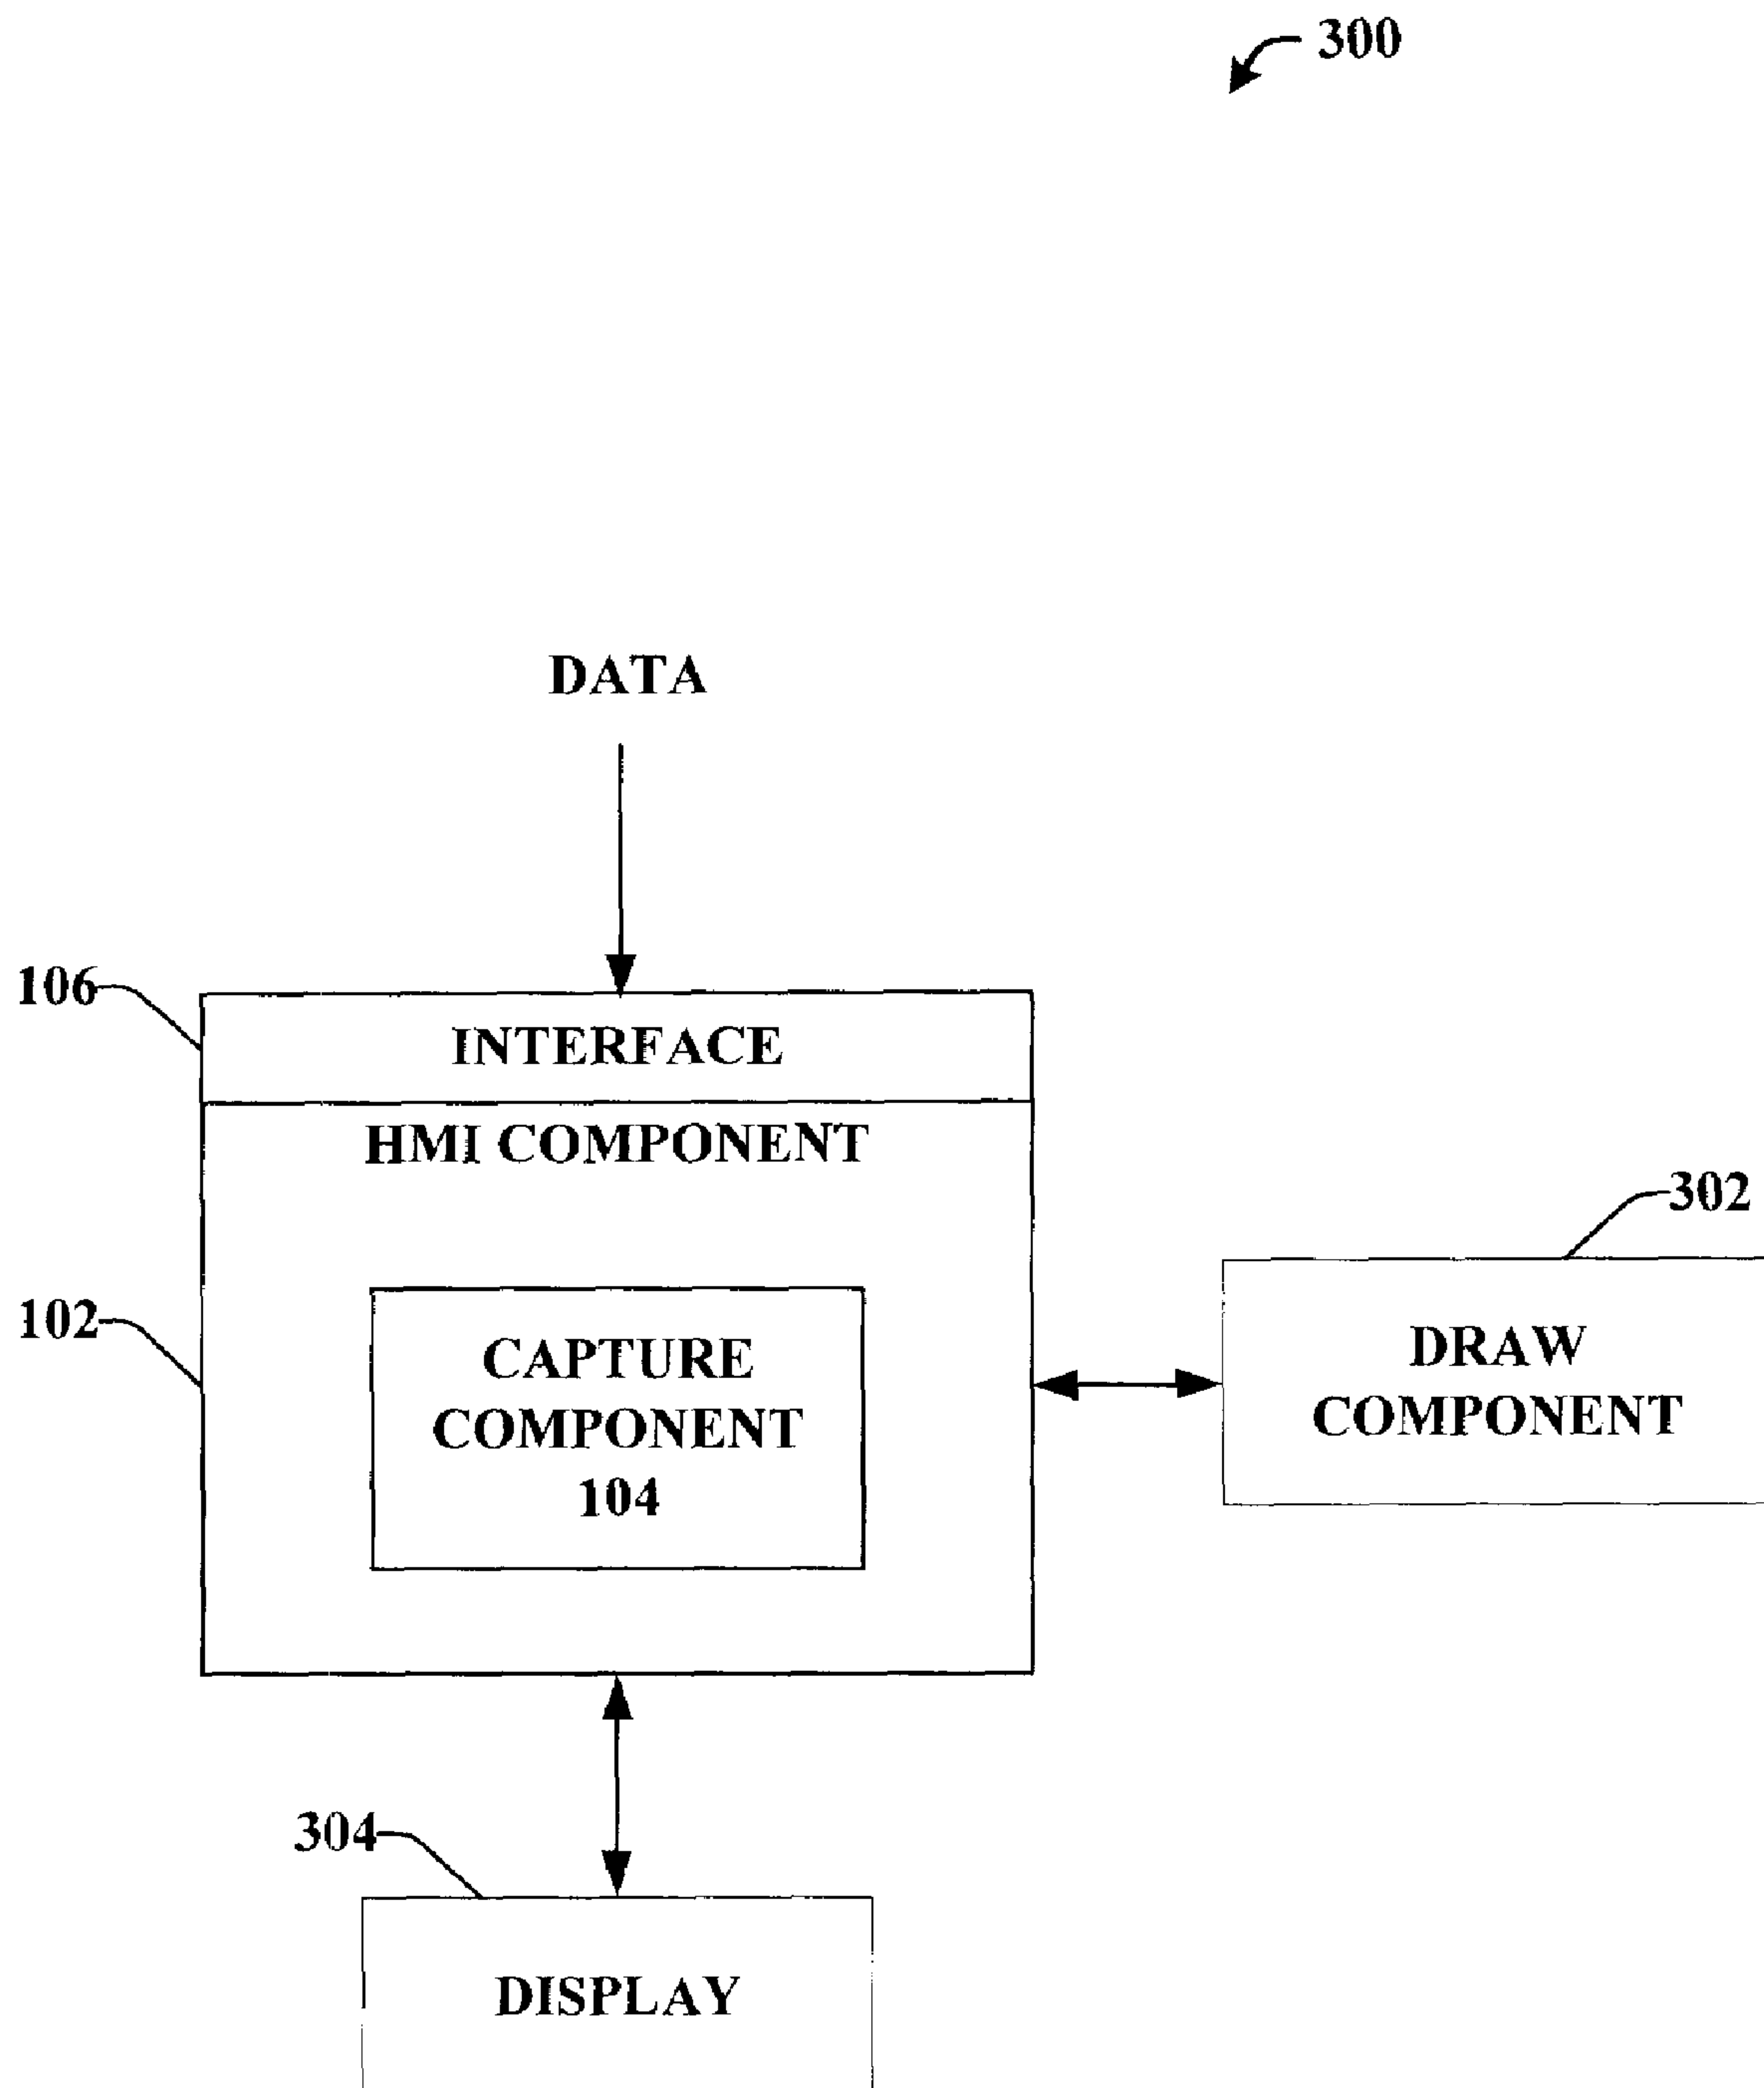 300
DATA
106
INTERFACE
HMI COMPONENT
302
102
CAPTURE
COMPONENT
104
DRAW
COMPONENT
304
DISPLAY